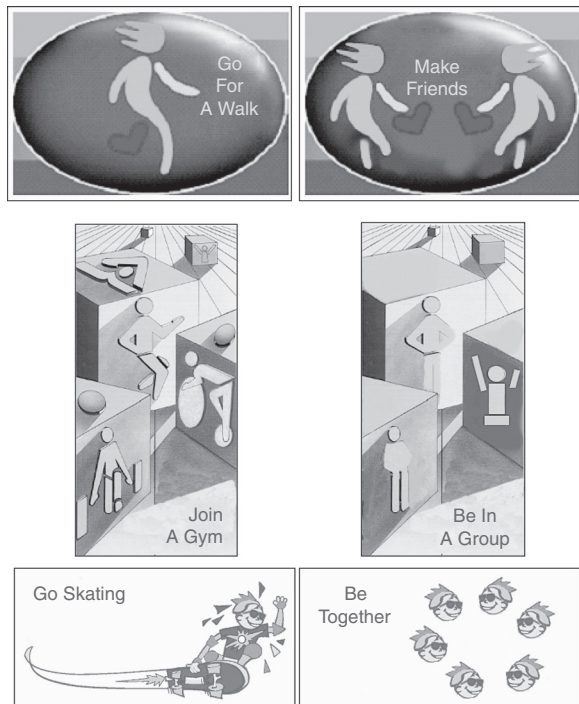 Go
For
A Walk
Make
Friends
Join
A Gym
Be In
A Group
Go Skating
Be
Together